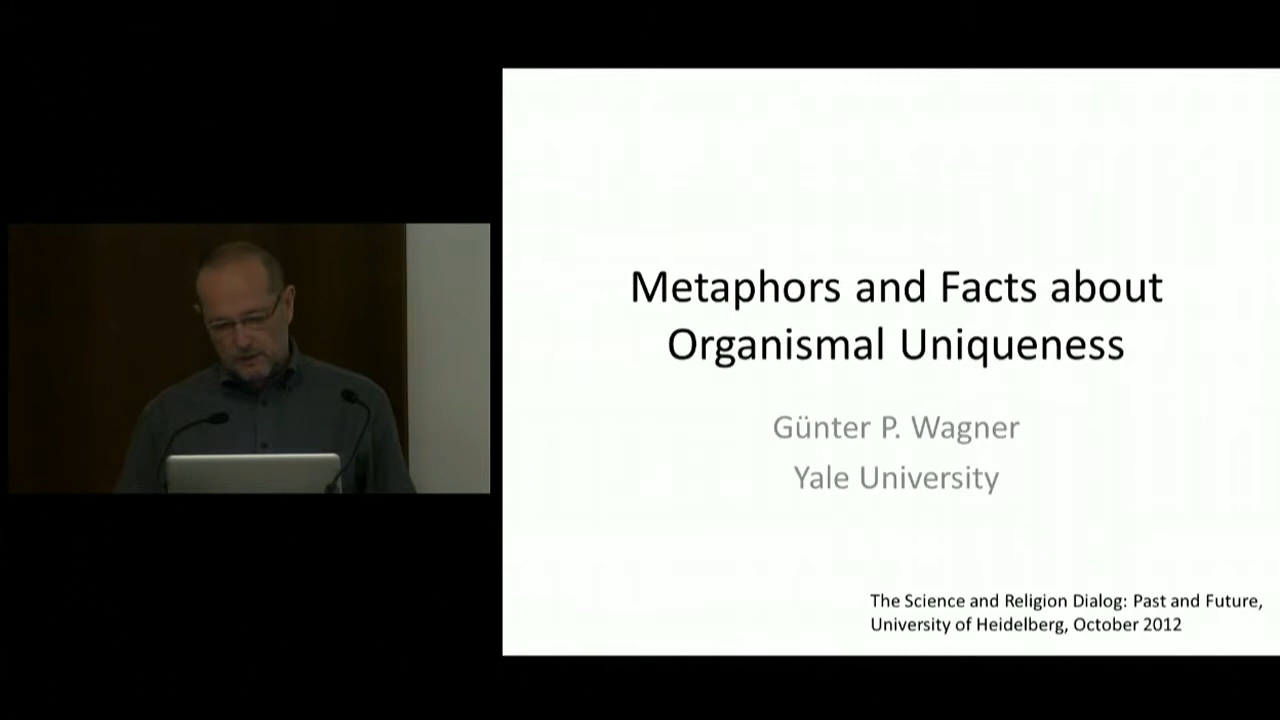 Metaphors and Facts about
Organismal Uniqueness
Günter P. Wagner
Yale University
The Science and Religion Dialog: Past and Future,
University of Heidelberg, October 2012